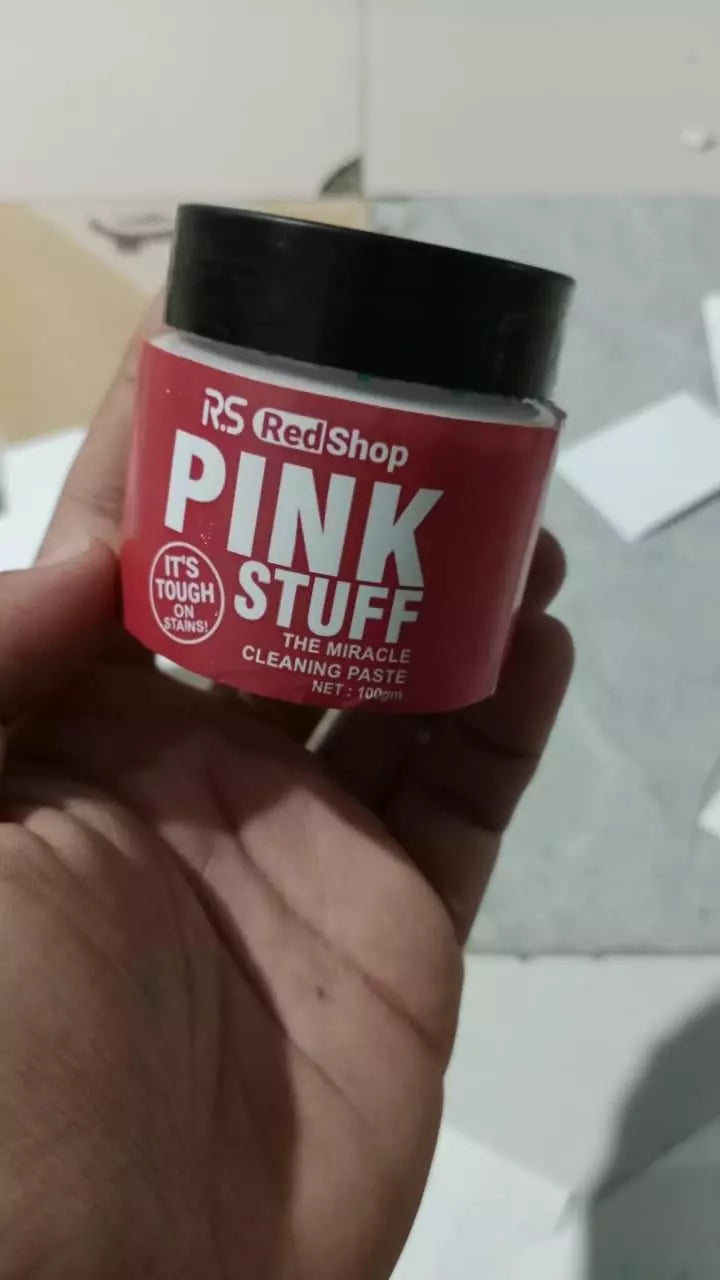 RS RedShop
PINK
STUFF
IT'S
TOUGH
ON
STAINS!
THE MIRACLE
CLEANING PASTE
NET : 100gm